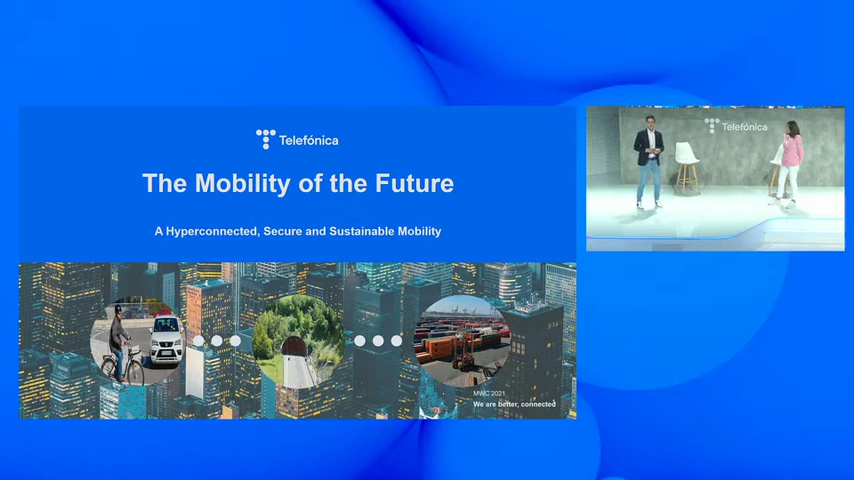 Telefónica
The Mobility of the Future
A Hyperconnected, Secure and Sustainable Mobility
MWC 2021
We are better, connected
Telefónica